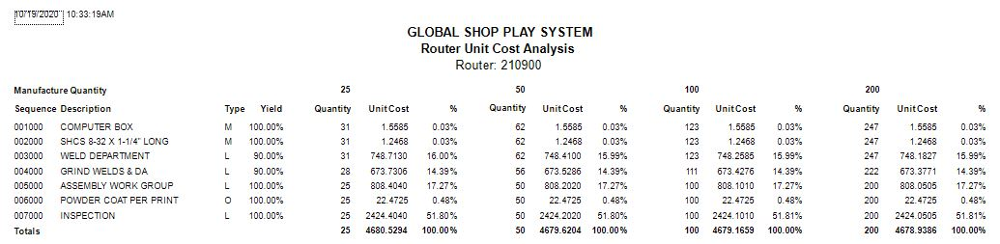 10/19/2020 10:33:19AM
GLOBAL SHOP PLAY SYSTEM
Router Unit Cost Analysis
Router: 210900
Manufacture Quantity 25 50 100 200
Sequence Description Type Yield Quantity UnitCost % Quantity UnitCost % Quantity UnitCost % Quantity UnitCost %
001000 COMPUTER BOX M 100.00% 31 1.5585 0.03% 62 1.5585 0.03% 123 1.5585 0.03% 247 1.5585 0.03%
002000 SHCS 8-32 X 1-1/4" LONG M 100.00% 31 1.2468 0.03% 62 1.2468 0.03% 123 1.2468 0.03% 247 1.2468 0.03%
003000 WELD DEPARTMENT L 90.00% 31 748.7130 16.00% 62 748.4100 15.99% 123 748.2585 15.99% 247 748.1827 15.99%
004000 GRIND WELDS & DA L 90.00% 28 673.7306 14.39% 56 673.5286 14.39% 111 673.4276 14.39% 222 673.3771 14.39%
005000 ASSEMBLY WORK GROUP L 100.00% 25 808.4040 17.27% 50 808.2020 17.27% 100 808.1010 17.27% 200 808.0505 17.27%
006000 POWDER COAT PER PRINT O 100.00% 25 22.4725 0.48% 50 22.4725 0.48% 100 22.4725 0.48% 200 22.4725 0.48%
007000 INSPECTION L 100.00% 25 2424.4040 51.80% 50 2424.2020 51.80% 100 2424.1010 51.81% 200 2424.0505 51.81%
Totals 25 4680.5294 100.00% 50 4679.6204 100.00% 100 4679.1659 100.00% 200 4678.9386 100.00%